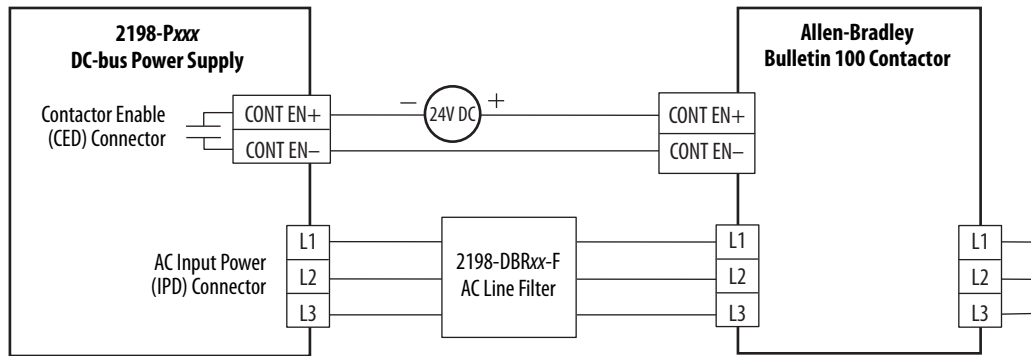 2198-Pxxx
DC-bus Power Supply
Allen-Bradley
Bulletin 100 Contactor
Contactor Enable
(CED) Connector
CONT EN+
CONT EN–
– 24V DC +
CONT EN+
CONT EN–
AC Input Power
(IPD) Connector
L1
L2
L3
2198-DBRxx-F
AC Line Filter
L1
L2
L3
L1
L2
L3